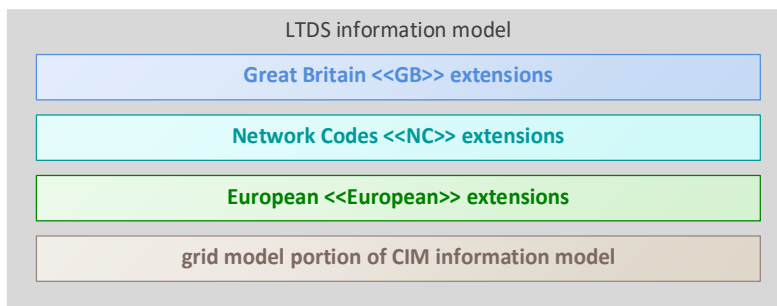 LTDS information model
Great Britain <<GB>> extensions
Network Codes <<NC>> extensions
European <<European>> extensions
grid model portion of CIM information model